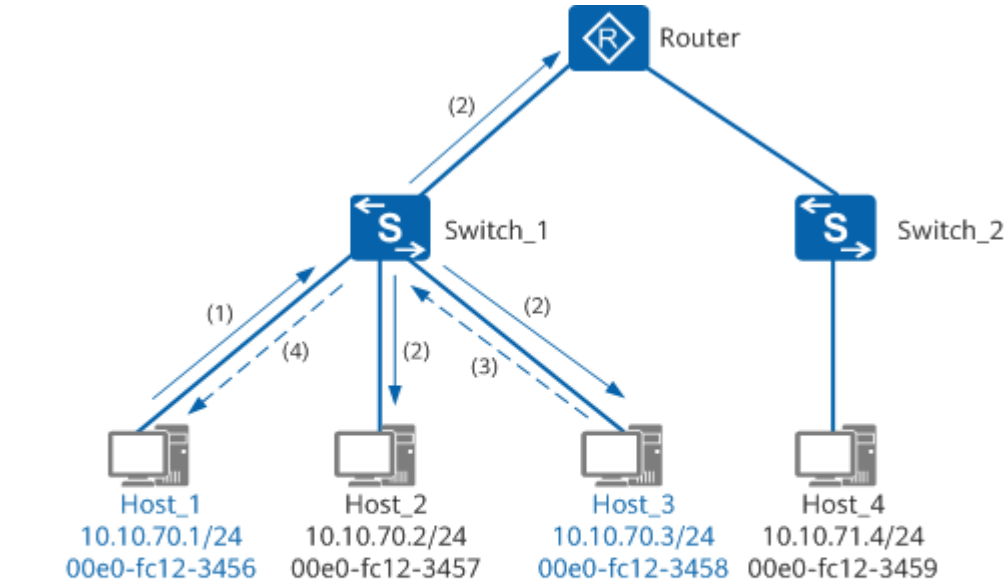 R
Router
(2)
S
Switch_1
S
Switch_2
(1)
(2)
(4)
(2)
(3)
Host_1
10.10.70.1/24
00e0-fc12-3456
Host_2
10.10.70.2/24
00e0-fc12-3457
Host_3
10.10.70.3/24
00e0-fc12-3458
Host_4
10.10.71.4/24
00e0-fc12-3459